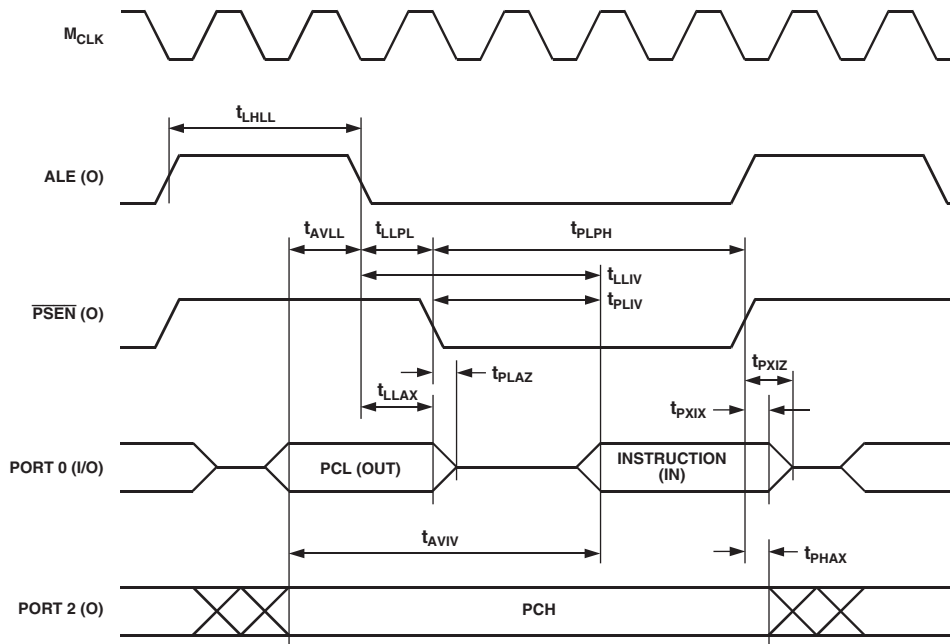 MCLK
tLHLL
ALE (O)
tAVLL
tLLPL
tPLPH
tLLIV
PSEN (O)
tPLIV
tPLAZ
tPXIZ
tLLAX
tPXIX
PORT 0 (I/O)
PCL (OUT)
INSTRUCTION
(IN)
tAVIV
tPHAX
PORT 2 (O)
PCH